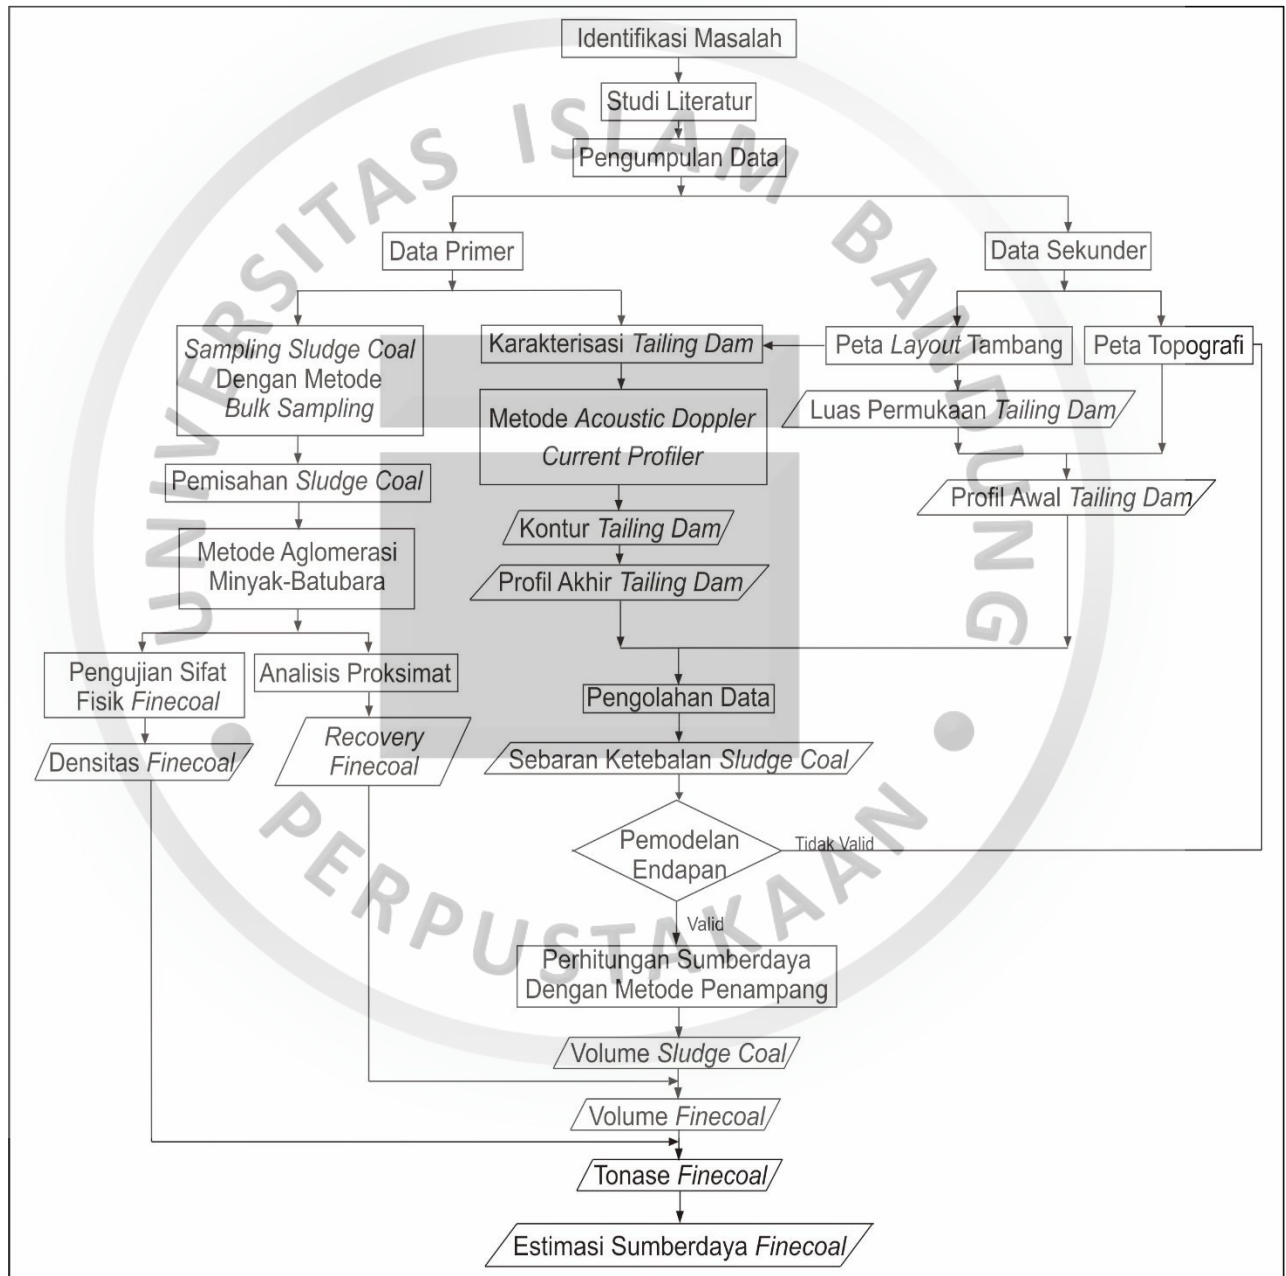 Identifikasi Masalah
Studi Literatur
Pengumpulan Data
Data Primer
Data Sekunder
Sampling Sludge Coal
Dengan Metode
Bulk Sampling
Karakterisasi Tailing Dam
Peta Layout Tambang
Peta Topografi
Metode Acoustic Doppler
Current Profiler
Luas Permukaan Tailing Dam
Pemisahan Sludge Coal
Profil Awal Tailing Dam
Kontur Tailing Dam
Metode Aglomerasi
Minyak-Batubara
Profil Akhir Tailing Dam
Pengujian Sifat
Fisik Finecoal
Analisis Proksimat
Pengolahan Data
Densitas Finecoal
Recovery
Finecoal
Sebaran Ketebalan Sludge Coal
Pemodelan
Endapan
Tidak Valid
Valid
Perhitungan Sumberdaya
Dengan Metode Penampang
Volume Sludge Coal
Volume Finecoal
Tonase Finecoal
Estimasi Sumberdaya Finecoal
UNIVERSITAS ISLAM BANDUNG
PERPUSTAKAAN